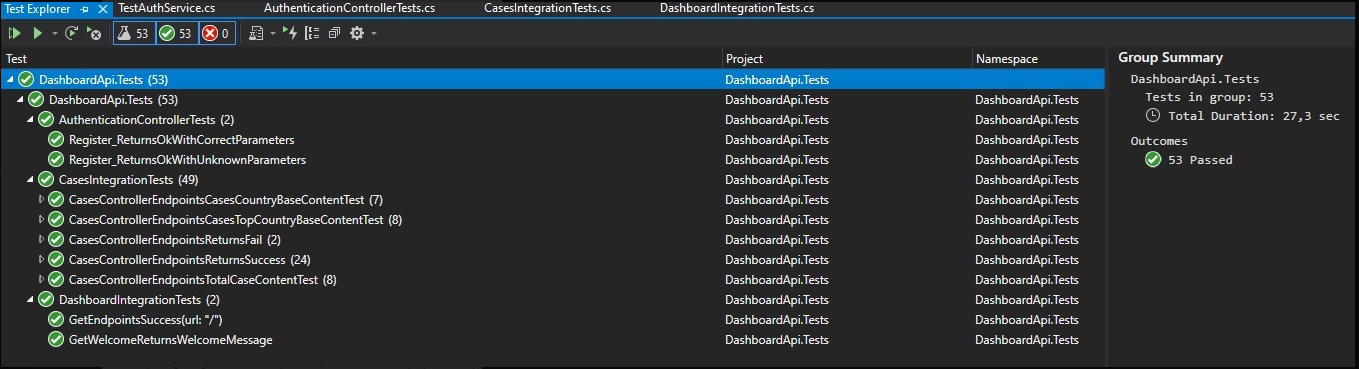 Test Explorer TestAuthService.cs AuthenticationControllerTests.cs CasesIntegrationTests.cs DashboardIntegrationTests.cs
53 53 0
Test Project Namespace
DashboardApi.Tests (53) DashboardApi.Tests
DashboardApi.Tests (53) DashboardApi.Tests DashboardApi.Tests
AuthenticationControllerTests (2) DashboardApi.Tests DashboardApi.Tests
Register_ReturnsOkWithCorrectParameters DashboardApi.Tests DashboardApi.Tests
Register_ReturnsOkWithUnknownParameters DashboardApi.Tests DashboardApi.Tests
CasesIntegrationTests (49) DashboardApi.Tests DashboardApi.Tests
CasesControllerEndpointsCasesCountryBaseContentTest (7) DashboardApi.Tests DashboardApi.Tests
CasesControllerEndpointsCasesTopCountryBaseContentTest (8) DashboardApi.Tests DashboardApi.Tests
CasesControllerEndpointsReturnsFail (2) DashboardApi.Tests DashboardApi.Tests
CasesControllerEndpointsReturnsSuccess (24) DashboardApi.Tests DashboardApi.Tests
CasesControllerEndpointsTotalCaseContentTest (8) DashboardApi.Tests DashboardApi.Tests
DashboardIntegrationTests (2) DashboardApi.Tests DashboardApi.Tests
GetEndpointsSuccess(url: "/") DashboardApi.Tests DashboardApi.Tests
GetWelcomeReturnsWelcomeMessage DashboardApi.Tests DashboardApi.Tests
Group Summary
DashboardApi.Tests
Tests in group: 53
Total Duration: 27,3 sec
Outcomes
53 Passed